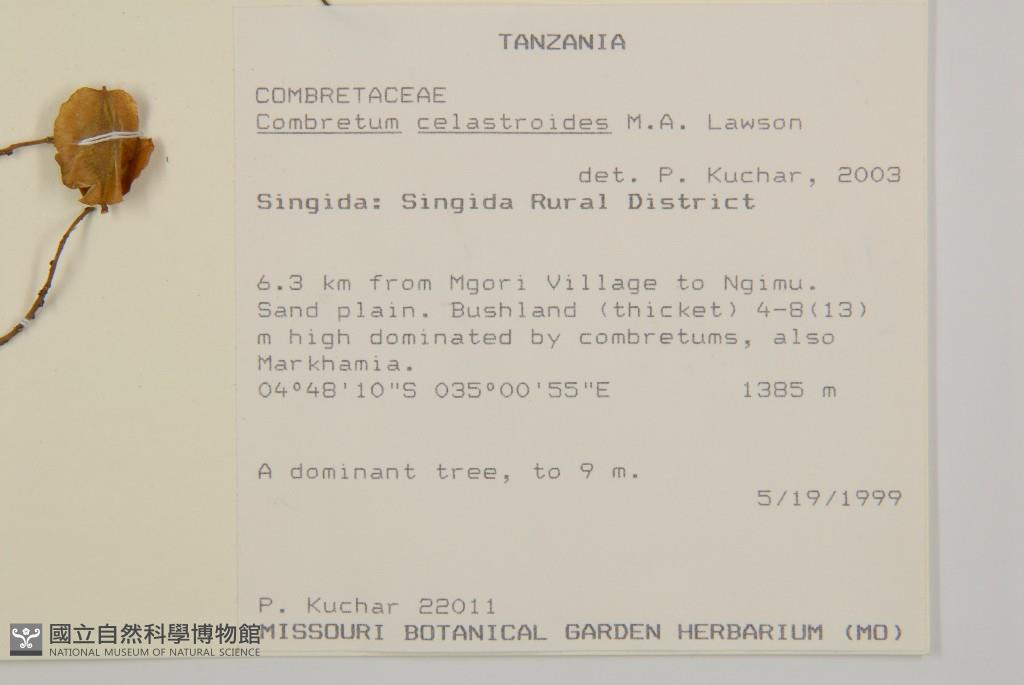 TANZANIA
COMBRETACEAE
Combretum celastroides M.A. Lawson
det. P. Kuchar, 2003
Singida: Singida Rural District
6.3 km from Mgori Village to Ngimu.
Sand plain. Bushland (thicket) 4-8(13)
m high dominated by combretums, also
Markhamia.
04°48'10"S 035°00'55"E 1385 m
A dominant tree, to 9 m.
5/19/1999
P. Kuchar 22011
MISSOURI BOTANICAL GARDEN HERBARIUM (MO)
國立自然科學博物館
NATIONAL MUSEUM OF NATURAL SCIENCE